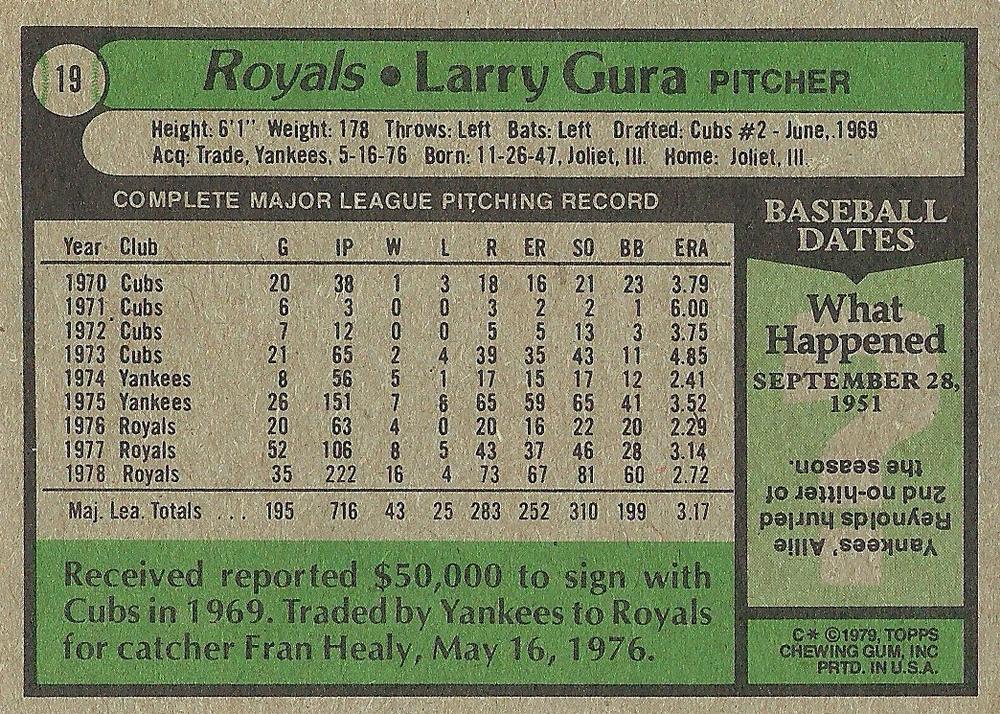 19
Royals • Larry Gura PITCHER
Height: 6'1" Weight: 178 Throws: Left Bats: Left Drafted: Cubs #2 - June, 1969
Acq: Trade, Yankees, 5-16-76 Born: 11-26-47, Joliet, Ill. Home: Joliet, Ill.
COMPLETE MAJOR LEAGUE PITCHING RECORD
Year Club G IP W L R ER SO BB ERA
1970 Cubs 20 38 1 3 18 16 21 23 3.79
1971 Cubs 6 3 0 0 3 2 2 1 6.00
1972 Cubs 7 12 0 0 5 5 13 3 3.75
1973 Cubs 21 65 2 4 39 35 43 11 4.85
1974 Yankees 8 56 5 1 17 15 17 12 2.41
1975 Yankees 26 151 7 8 65 59 65 41 3.52
1976 Royals 20 63 4 0 20 16 22 20 2.29
1977 Royals 52 106 8 5 43 37 46 28 3.14
1978 Royals 35 222 16 4 73 67 81 60 2.72
Maj. Lea. Totals ... 195 716 43 25 283 252 310 199 3.17
Received reported $50,000 to sign with
Cubs in 1969. Traded by Yankees to Royals
for catcher Fran Healy, May 16, 1976.
BASEBALL
DATES
What
Happened
SEPTEMBER 28,
1951
?
Yankees' Allie
Reynolds hurled
2nd no-hitter of
the season.
C* ©1979, TOPPS
CHEWING GUM, INC
PRTD. IN U.S.A.